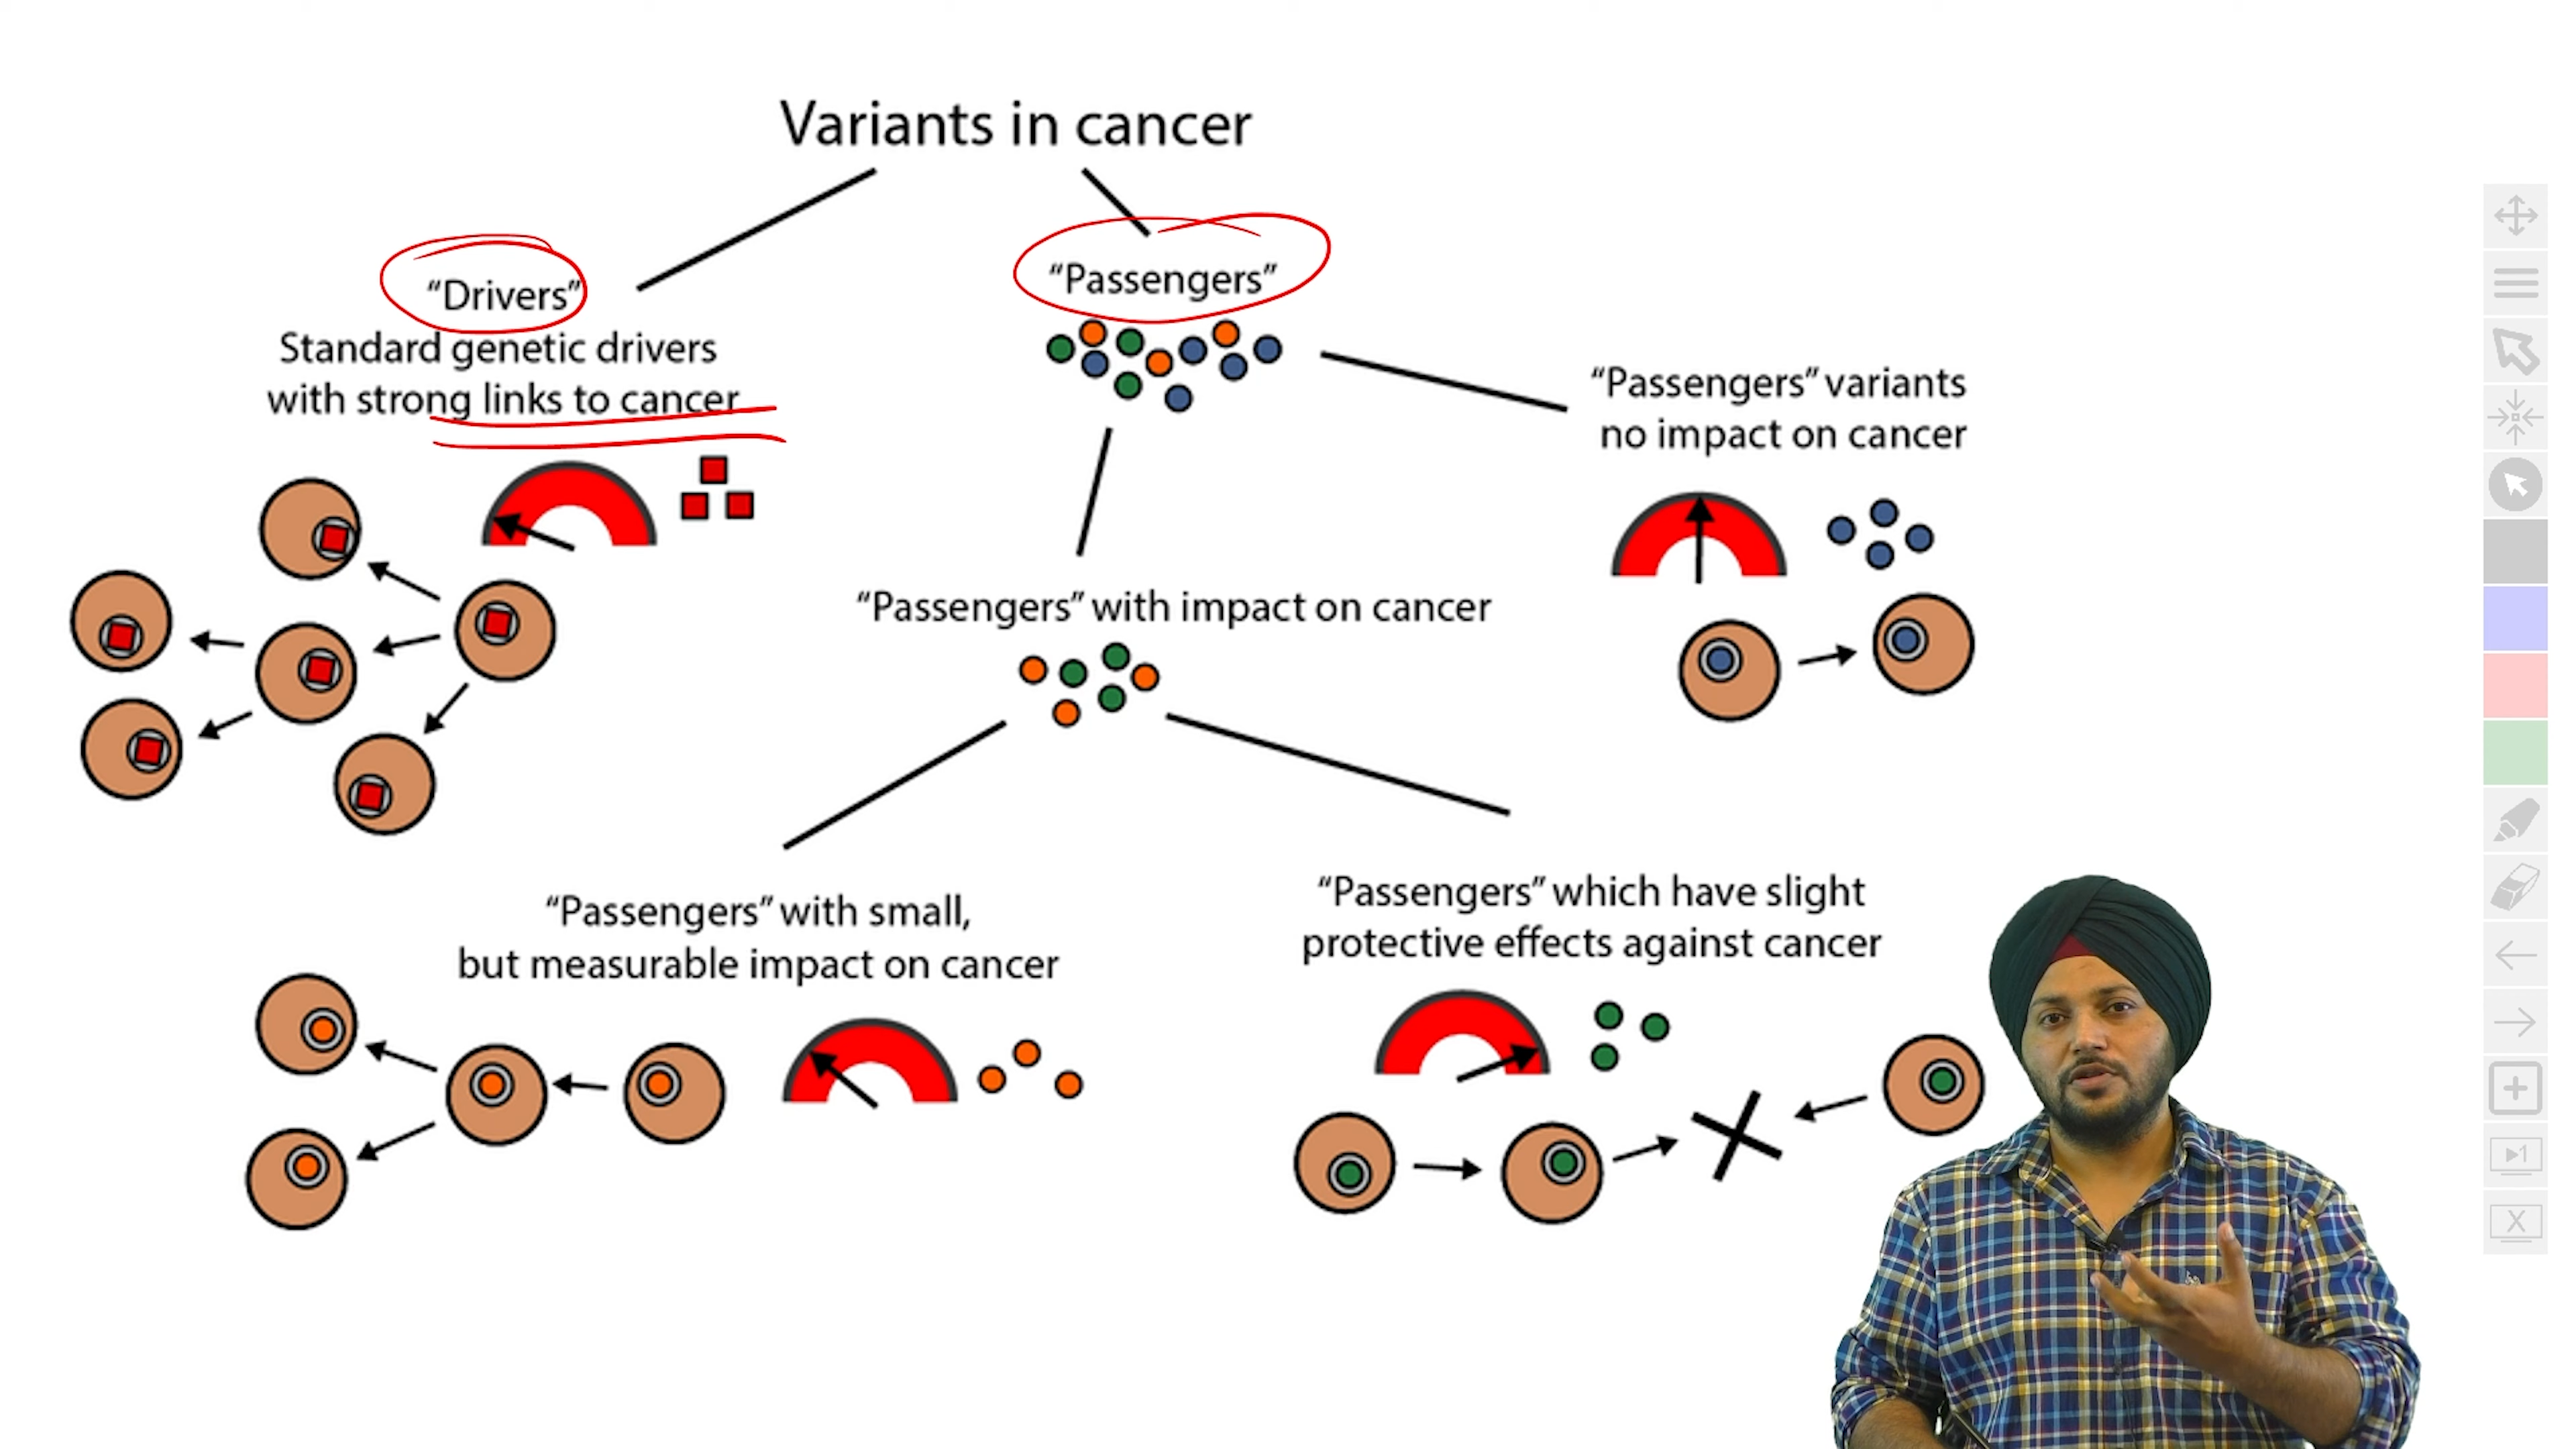 Variants in cancer
“Drivers”
Standard genetic drivers
with strong links to cancer
“Passengers”
“Passengers” variants
no impact on cancer
“Passengers” with impact on cancer
“Passengers” with small,
but measurable impact on cancer
“Passengers” which have slight
protective effects against cancer
1
X